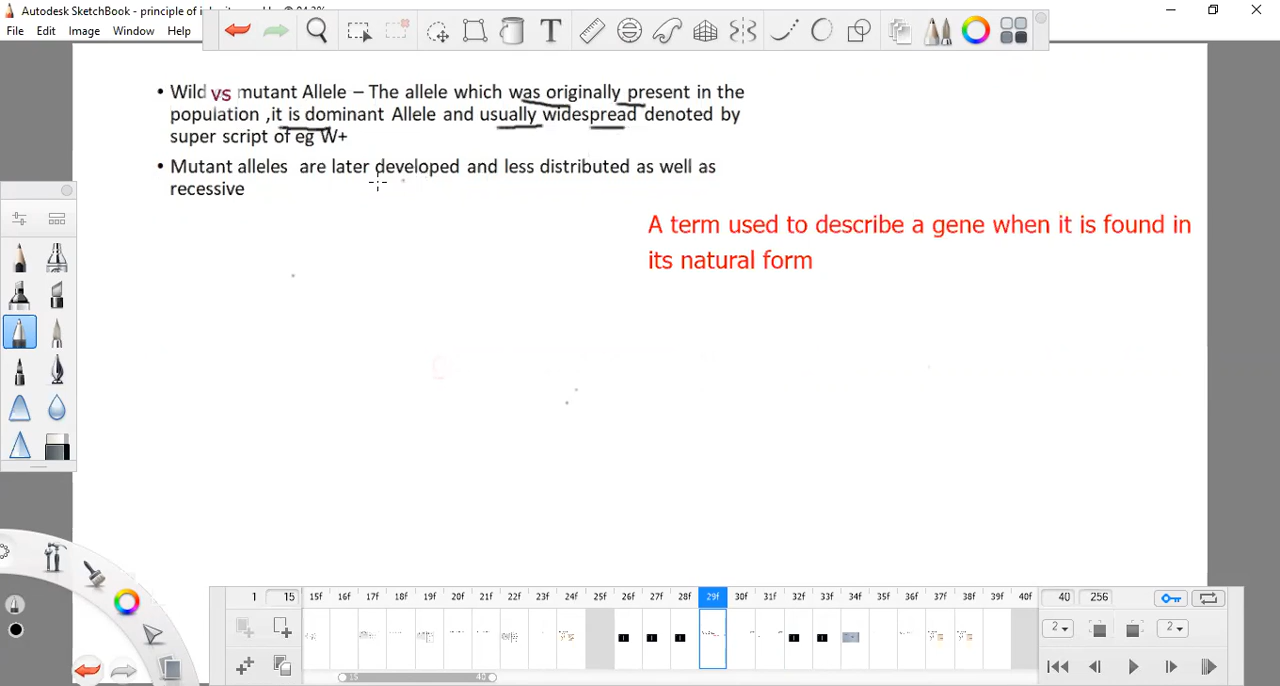 Autodesk SketchBook - principle of
File Edit Image Window Help
• Wild vs mutant Allele – The allele which was originally present in the
population ,it is dominant Allele and usually widespread denoted by
super script of eg W+
• Mutant alleles are later developed and less distributed as well as
recessive
A term used to describe a gene when it is found in
its natural form
1 15 15f 16f 17f 18f 19f 20f 21f 22f 23f 24f 25f 26f 27f 28f 29f 30f 31f 32f 33f 34f 35f 36f 37f 38f 39f 40f 40 256
2 2
15 40